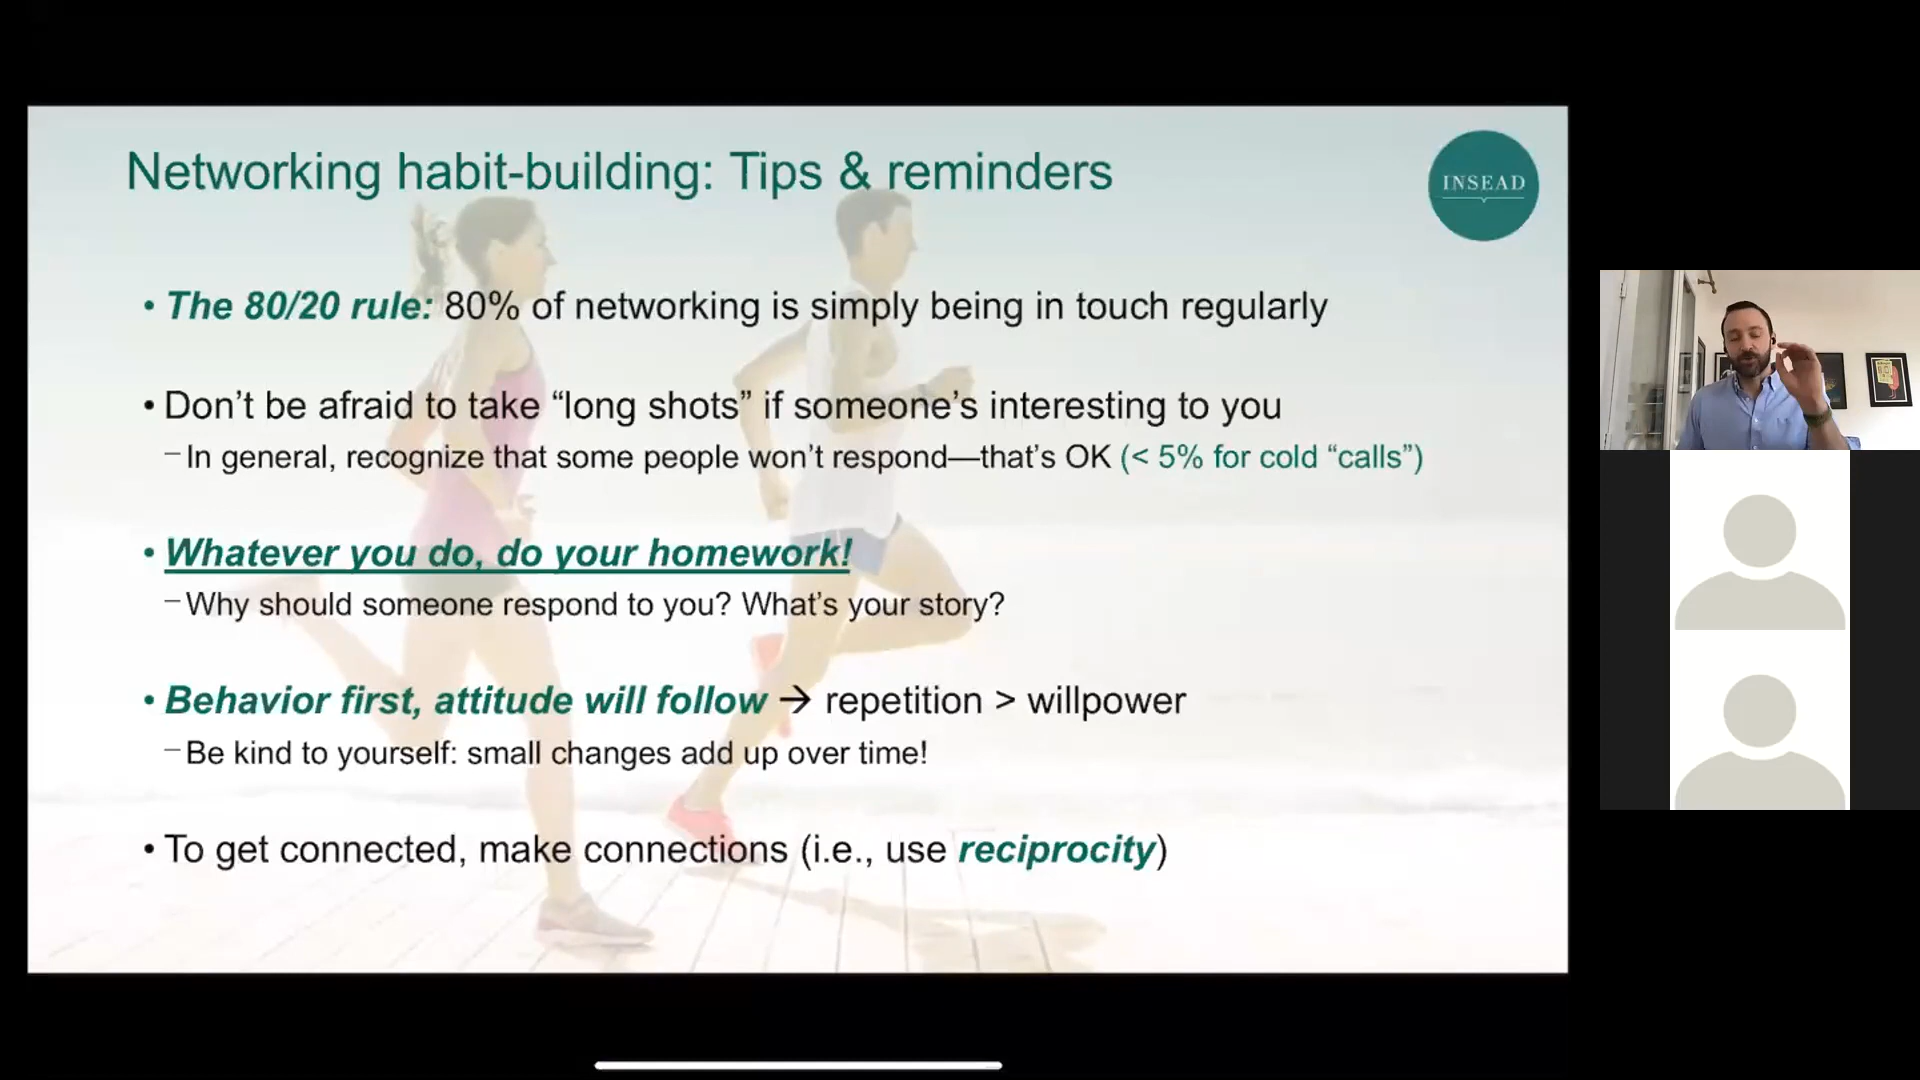 Networking habit-building: Tips & reminders
INSEAD
• The 80/20 rule: 80% of networking is simply being in touch regularly
• Don’t be afraid to take “long shots” if someone’s interesting to you
– In general, recognize that some people won’t respond—that’s OK (< 5% for cold “calls”)
• Whatever you do, do your homework!
– Why should someone respond to you? What’s your story?
• Behavior first, attitude will follow → repetition > willpower
– Be kind to yourself: small changes add up over time!
• To get connected, make connections (i.e., use reciprocity)